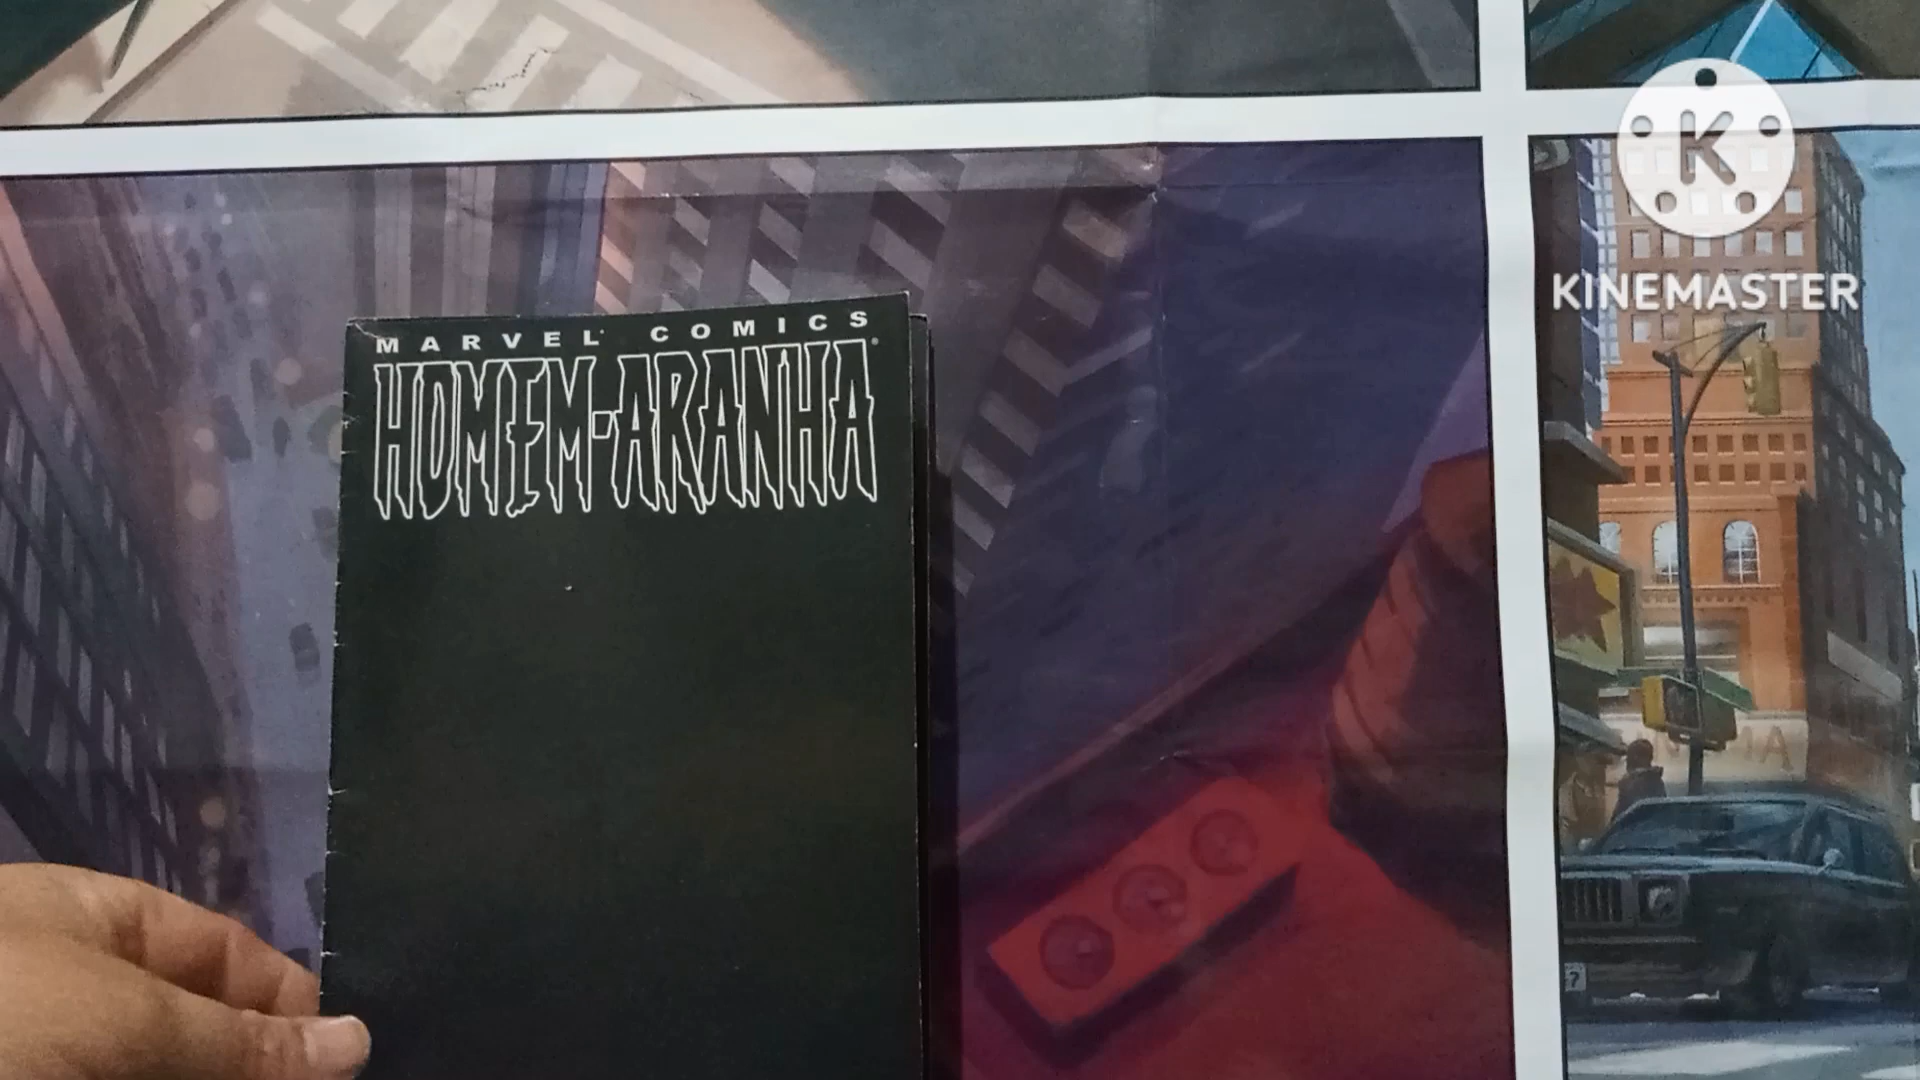 MARVEL COMICS
HOMEM-ARANHA
K
KINEMASTER
?